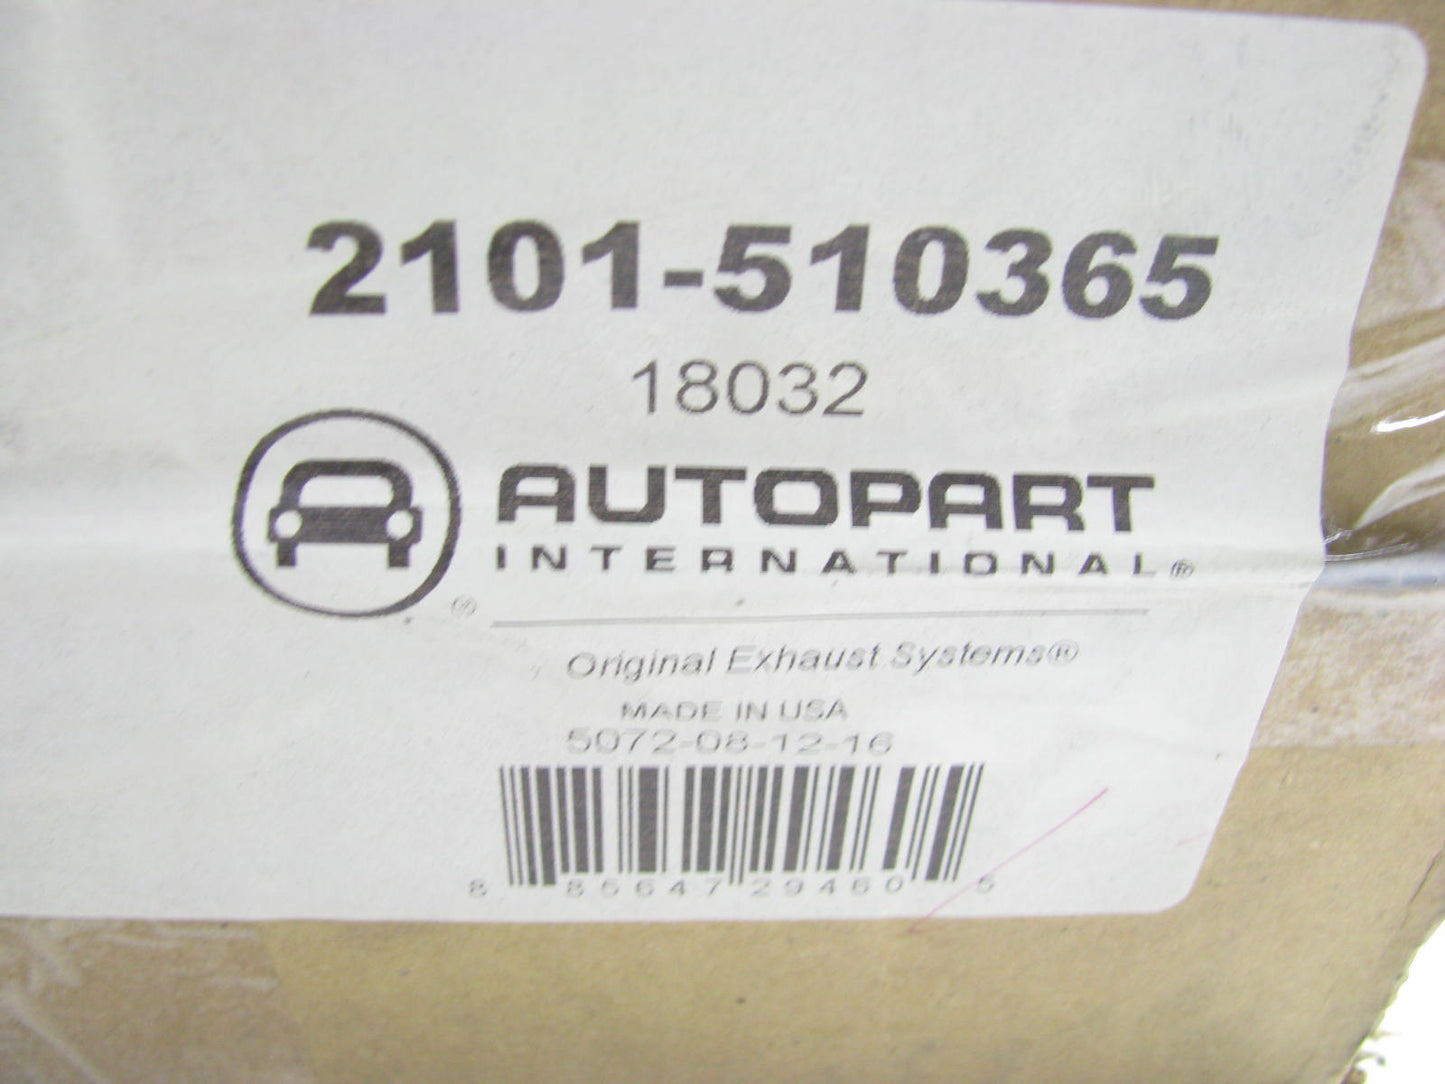 2101-510365
18032
AUTOPART
INTERNATIONAL®
®
Original Exhaust Systems®
MADE IN USA
5072-08-12-16
8 85647 29460 5